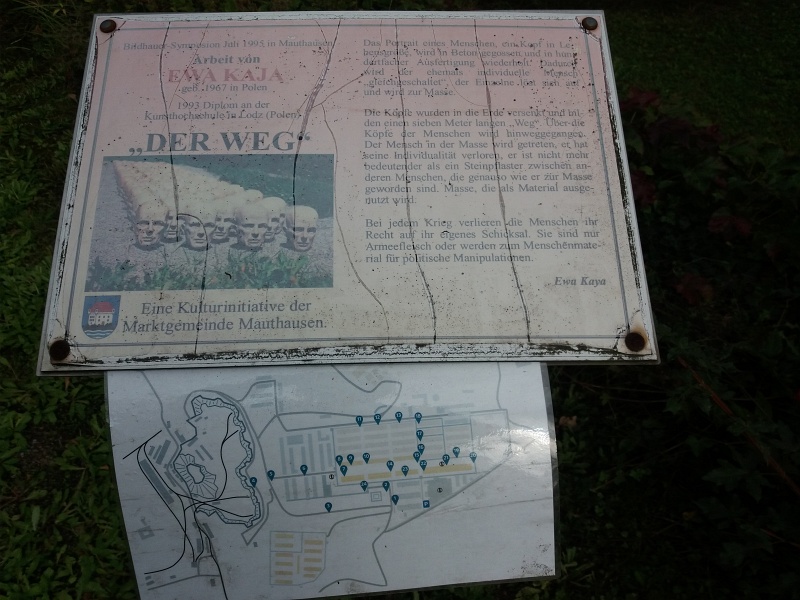 Bildhauer-Symposion Juli 1995 in Mauthausen
Arbeit von
EWA KAJA
geb. 1967 in Polen
1993 Diplom an der
Kunsthochschule in Lodz (Polen)
„DER WEG“
Eine Kulturinitiative der
Marktgemeinde Mauthausen.
Das Portrait eines Menschen, ein Kopf in Le-
bensgröße, wird in Beton gegossen und in hun-
dertfacher Ausfertigung wiederholt. Dadurch
wird der ehemals individuelle Mensch
„gleichgeschaltet“, der Einzelne löst sich auf
und wird zur Masse.
Die Köpfe wurden in die Erde versenkt und bil-
den einen sieben Meter langen „Weg“. Über die
Köpfe der Menschen wird hinweggegangen.
Der Mensch in der Masse wird getreten, er hat
seine Individualität verloren, er ist nicht mehr
bedeutender als ein Steinpflaster zwischen an-
deren Menschen, die genauso wie er zur Masse
geworden sind. Masse, die als Material ausge-
nutzt wird.
Bei jedem Krieg verlieren die Menschen ihr
Recht auf ihr eigenes Schicksal. Sie sind nur
Armeefleisch oder werden zum Menschenmate-
rial für politische Manipulationen.
Ewa Kaya
P